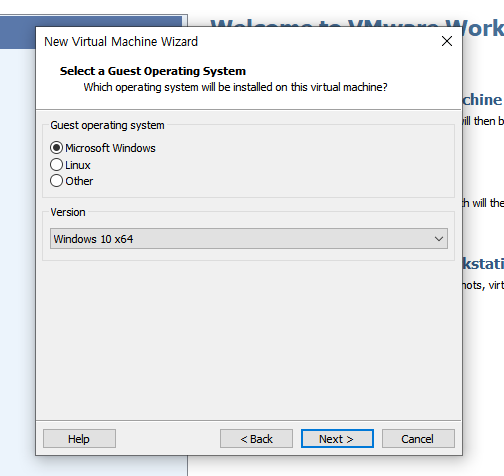 Welcome to VMware Work
New Virtual Machine Wizard
Select a Guest Operating System
Which operating system will be installed on this virtual machine?
chine
ill then b
Guest operating system
Microsoft Windows
Linux
Other
h will the
Version
Windows 10 x64
kstati
hots, virt
Help
< Back
Next >
Cancel